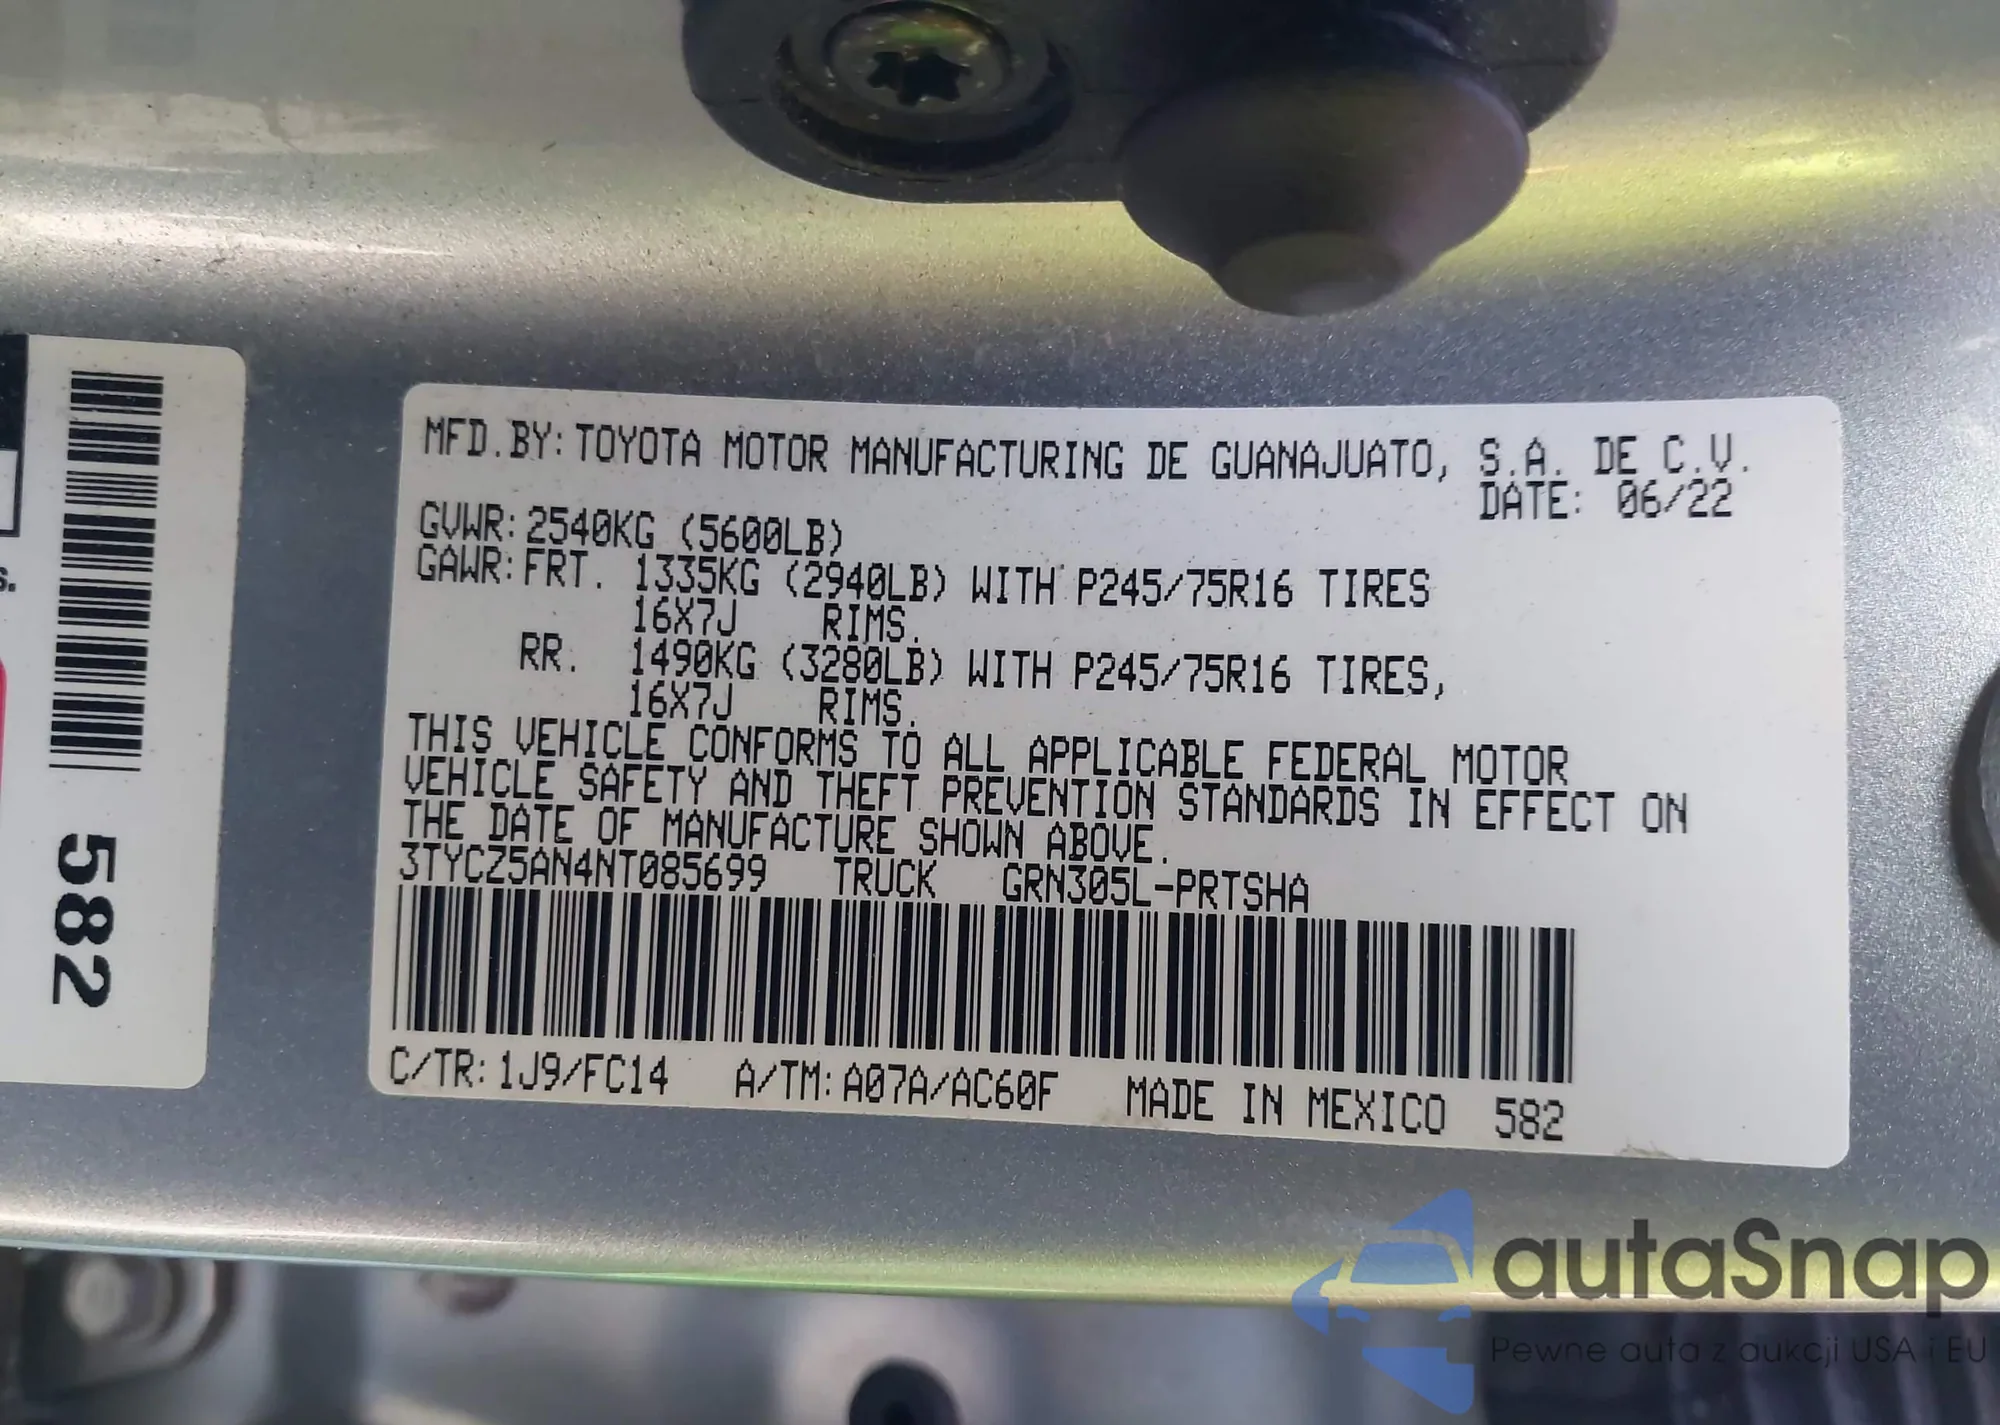 MFD.BY:TOYOTA MOTOR MANUFACTURING DE GUANAJUATO, S.A. DE C.V.
DATE: 06/22
GVWR:2540KG (5600LB)
GAWR:FRT. 1335KG (2940LB) WITH P245/75R16 TIRES
16X7J RIMS.
RR. 1490KG (3280LB) WITH P245/75R16 TIRES,
16X7J RIMS.
THIS VEHICLE CONFORMS TO ALL APPLICABLE FEDERAL MOTOR
VEHICLE SAFETY AND THEFT PREVENTION STANDARDS IN EFFECT ON
THE DATE OF MANUFACTURE SHOWN ABOVE.
3TYCZ5AN4NT085699 TRUCK GRN305L-PRTSHA
C/TR:1J9/FC14 A/TM:A07A/AC60F MADE IN MEXICO 582
s.
582
autaSnap
Pewne auta z aukcji USA i EU